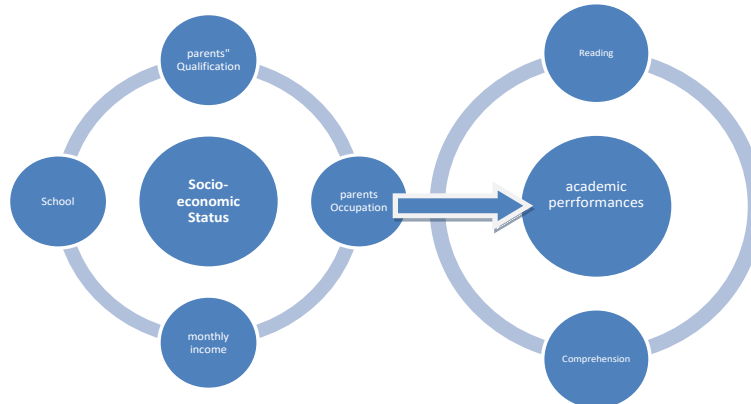 parents"
Qualification
School
Socio-
economic
Status
parents
Occupation
monthly
income
Reading
academic
perrformances
Comprehension